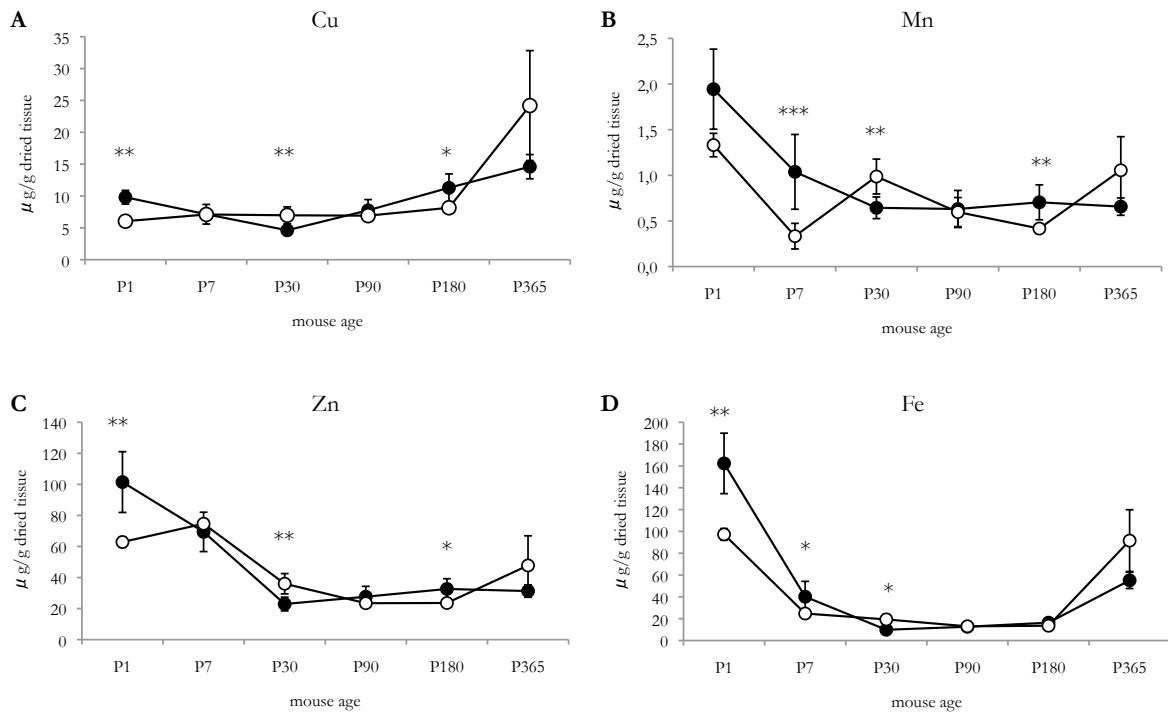 A
Cu
35
30
25
20
15
10
5
0
μ g/g dried tissue
**
**
*
P1 P7 P30 P90 P180 P365
mouse age
B
Mn
2,5
2,0
1,5
1,0
0,5
0,0
μ g/g dried tissue
***
**
**
P1 P7 P30 P90 P180 P365
mouse age
C
Zn
140
120
100
80
60
40
20
0
μ g/g dried tissue
**
**
*
P1 P7 P30 P90 P180 P365
mouse age
D
Fe
200
180
160
140
120
100
80
60
40
20
0
μ g/g dried tissue
**
*
*
P1 P7 P30 P90 P180 P365
mouse age